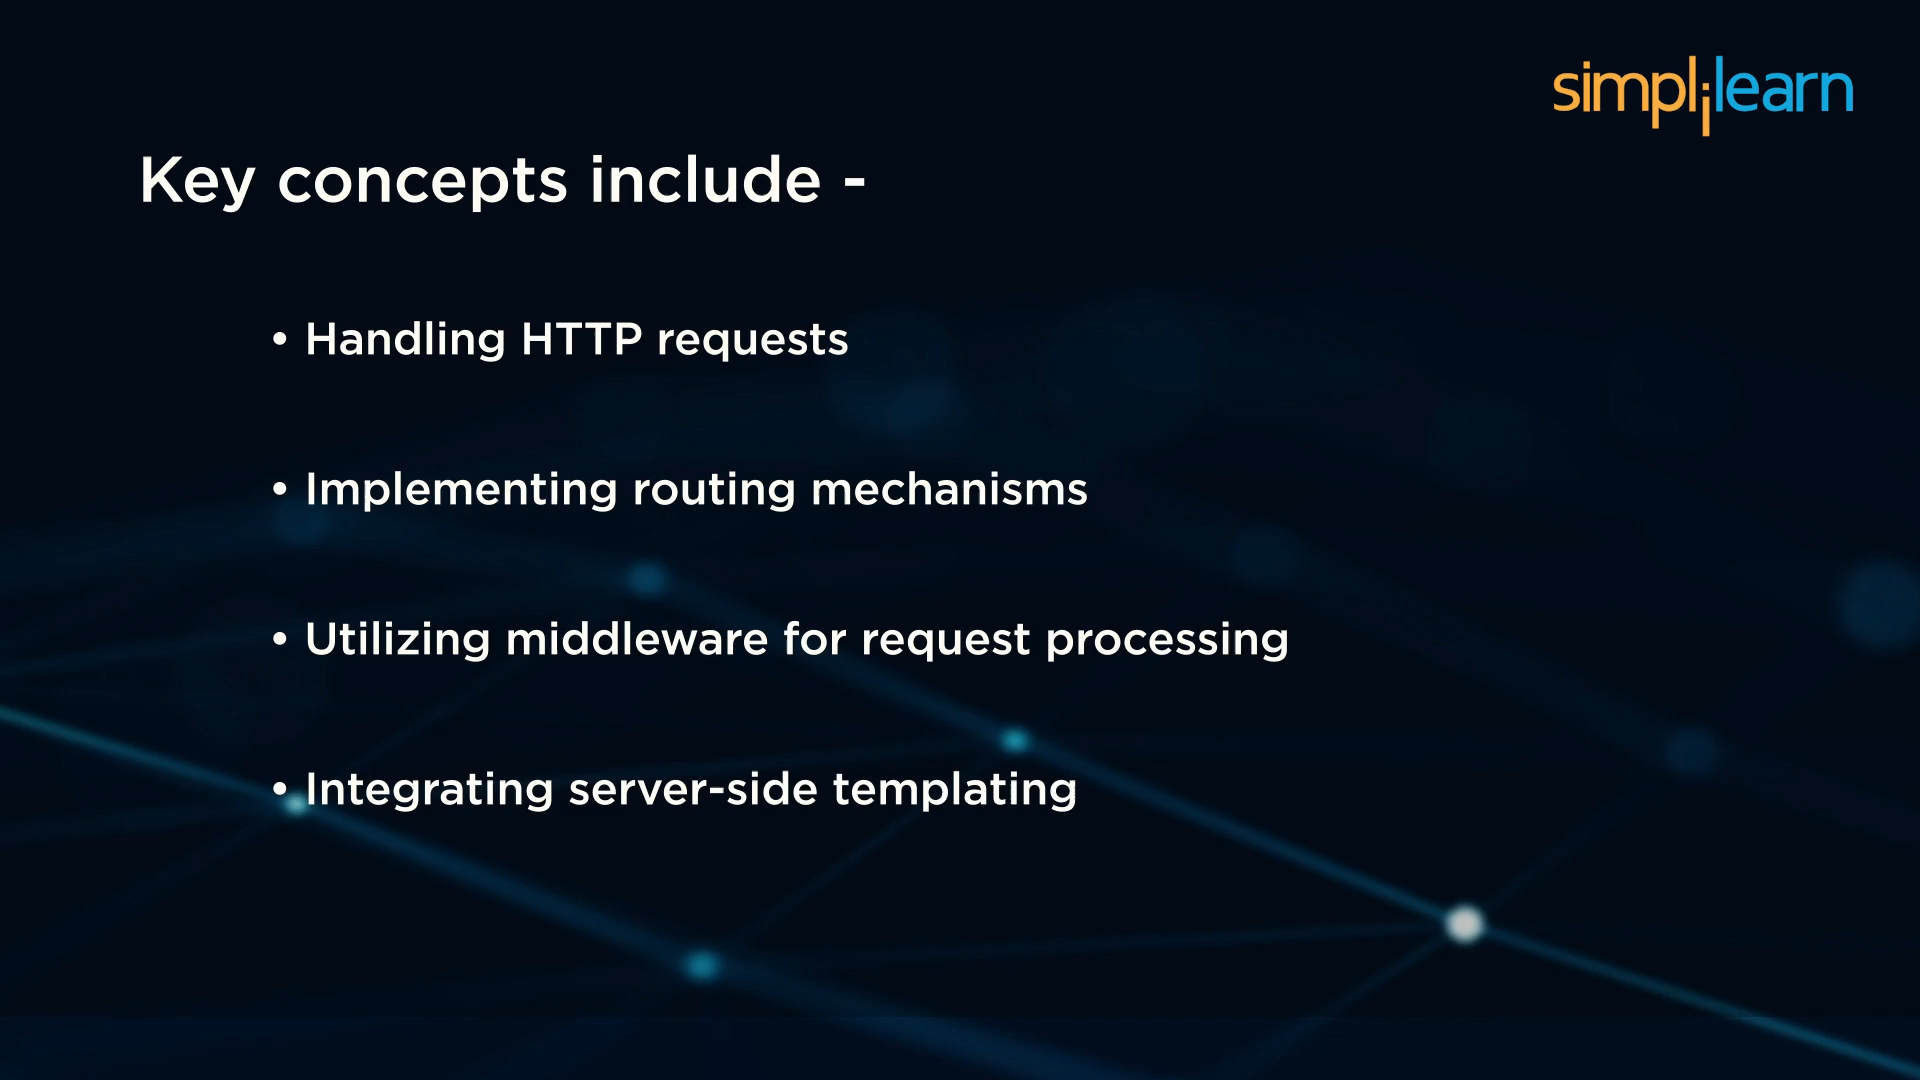 simplilearn
Key concepts include -
• Handling HTTP requests
• Implementing routing mechanisms
• Utilizing middleware for request processing
• Integrating server-side templating